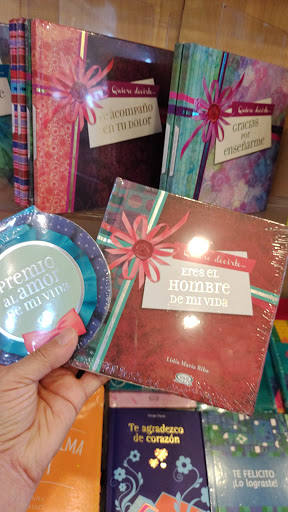 Quiero decirte...
Te acompaño
en tu dolor
Quiero decirte...
Gracias
por
enseñarme
Quiero decirte...
Eres el
Hombre
de mi vida
Lidia María Riba
Premio
al amor
de mi vida
Te agradezco
de corazón
TE FELICITO
¡Lo lograste!